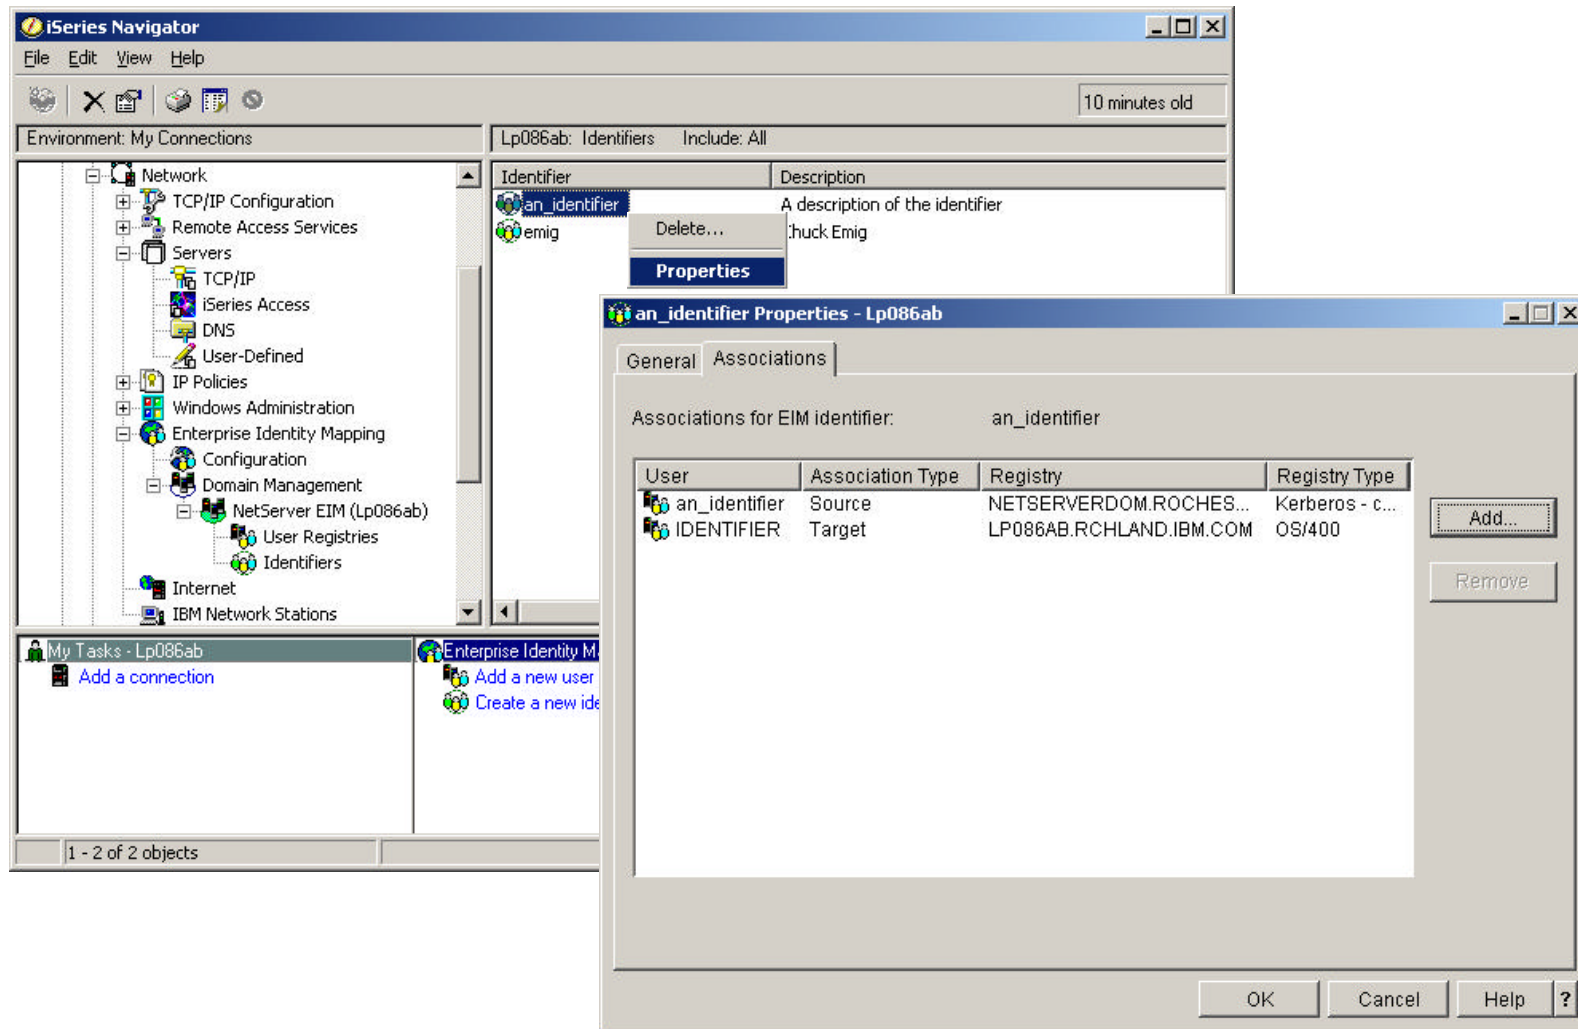 iSeries Navigator
File Edit View Help
10 minutes old
Environment: My Connections
Lp086ab: Identifiers Include: All
Network
TCP/IP Configuration
Remote Access Services
Servers
TCP/IP
iSeries Access
DNS
User-Defined
IP Policies
Windows Administration
Enterprise Identity Mapping
Configuration
Domain Management
NetServer EIM (Lp086ab)
User Registries
Identifiers
Internet
IBM Network Stations
Identifier Description
an_identifier A description of the identifier
emig huck Emig
Delete...
Properties
My Tasks - Lp086ab
Add a connection
Enterprise Identity M
Add a new user
Create a new ide
1 - 2 of 2 objects
an_identifier Properties - Lp086ab
General Associations
Associations for EIM identifier: an_identifier
User Association Type Registry Registry Type
an_identifier Source NETSERVERDOM.ROCHES... Kerberos - c...
IDENTIFIER Target LP086AB.RCHLAND.IBM.COM OS/400
Add...
Remove
OK Cancel Help ?